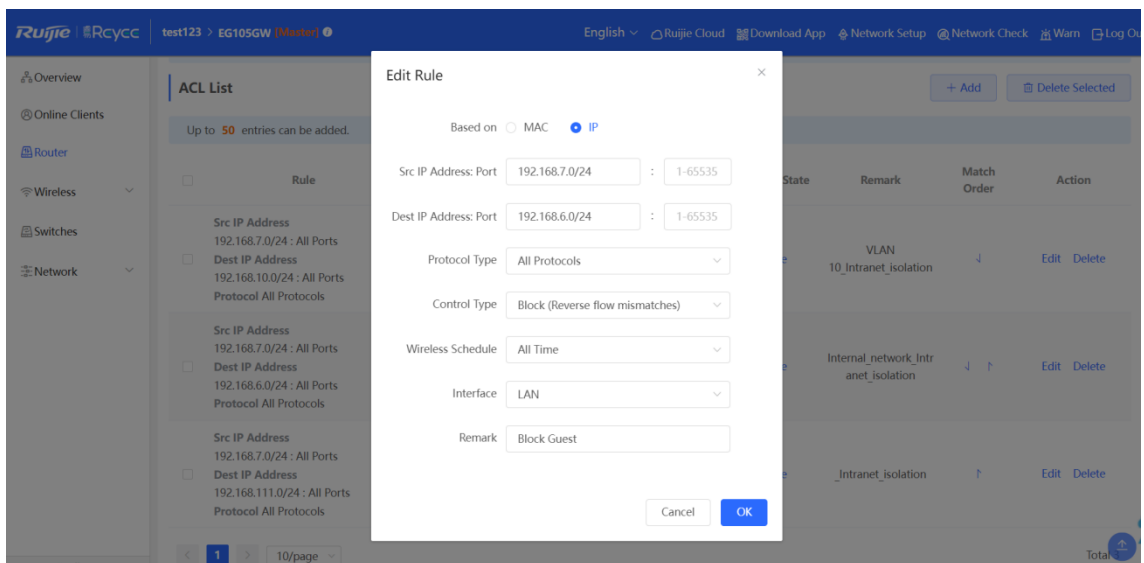 Ruijie | Rcycc test123 > EG105GW [Master] English Ruijie Cloud Download App Network Setup Network Check Warn Log Ou
Overview
Online Clients
Router
Wireless
Switches
Network
ACL List
+ Add Delete Selected
Up to 50 entries can be added.
Rule State Remark Match Order Action
Src IP Address
192.168.7.0/24 : All Ports
Dest IP Address
192.168.10.0/24 : All Ports
Protocol All Protocols
VLAN
10_Intranet_isolation
Edit Delete
Src IP Address
192.168.7.0/24 : All Ports
Dest IP Address
192.168.6.0/24 : All Ports
Protocol All Protocols
Internal_network_Intr
anet_isolation
Edit Delete
Src IP Address
192.168.7.0/24 : All Ports
Dest IP Address
192.168.111.0/24 : All Ports
Protocol All Protocols
_Intranet_isolation
Edit Delete
< 1 > 10/page
Total
Edit Rule ×
Based on MAC IP
Src IP Address: Port 192.168.7.0/24 : 1-65535
Dest IP Address: Port 192.168.6.0/24 : 1-65535
Protocol Type All Protocols
Control Type Block (Reverse flow mismatches)
Wireless Schedule All Time
Interface LAN
Remark Block Guest
Cancel OK